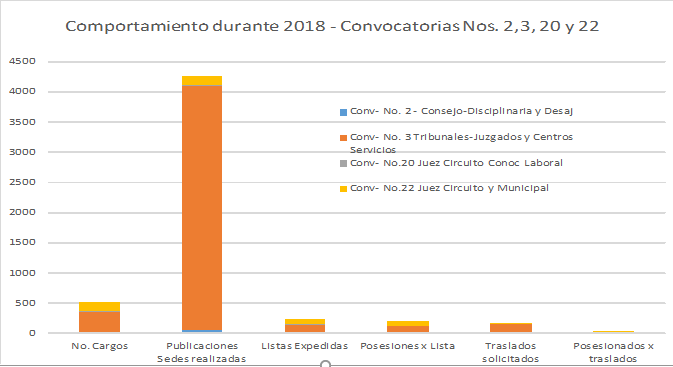 Comportamiento durante 2018 - Convocatorias Nos. 2,3, 20 y 22
4500
4000
3500
3000
2500
2000
1500
1000
500
0
Conv- No. 2 - Consejo-Disciplinaria y Desaj
Conv- No. 3 Tribunales-Juzgados y Centros
Servicios
Conv- No.20 Juez Circuito Conoc Laboral
Conv- No.22 Juez Circuito y Municipal
No. Cargos
Publicaciones
Sedes realizadas
Listas Expedidas
Posesiones x Lista
Traslados
solicitados
Posesionados x
traslados